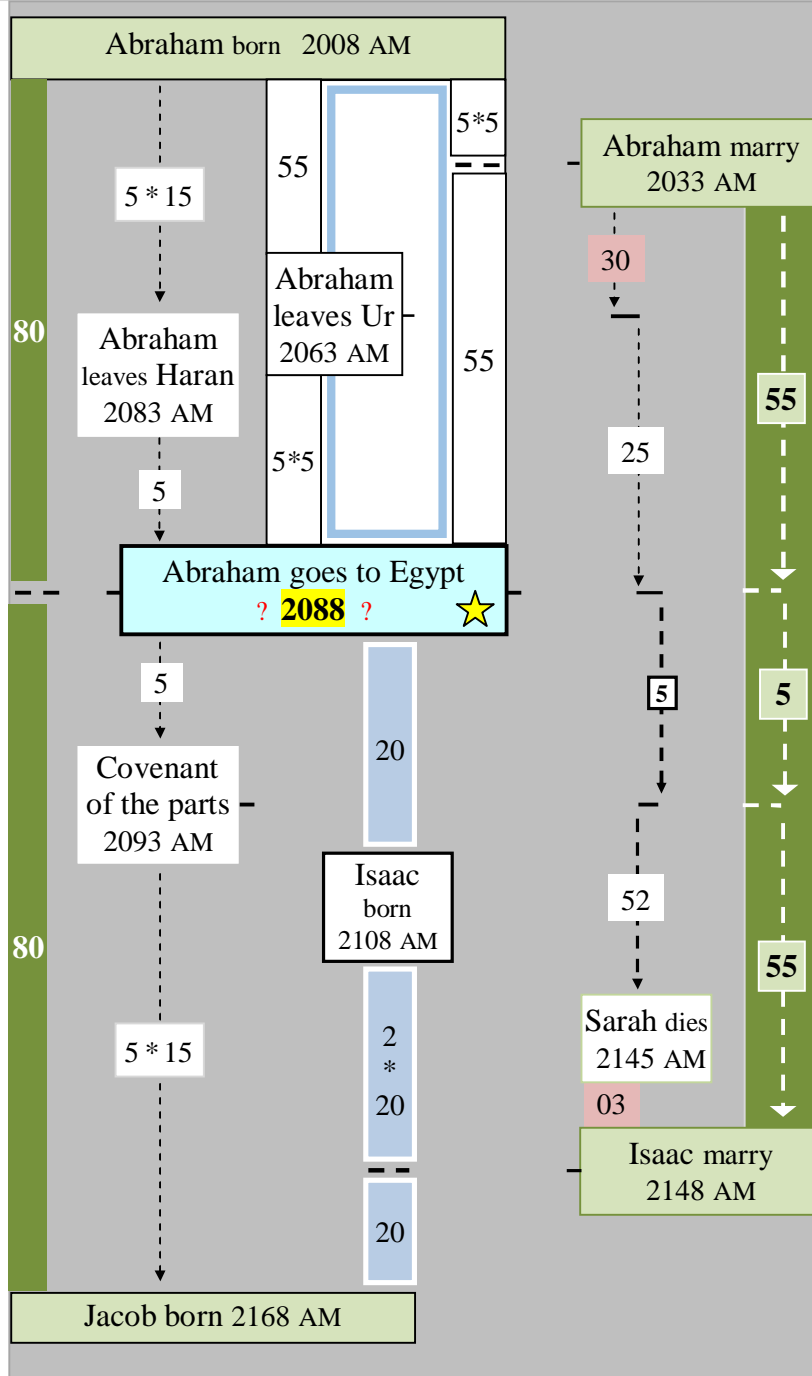 Abraham born 2008 AM
5*5
Abraham marry
2033 AM
55
5 * 15
30
Abraham
leaves Ur
2063 AM
80
Abraham
leaves Haran
2083 AM
55
55
25
5*5
5
Abraham goes to Egypt
? 2088 ?
5
5
5
20
Covenant
of the parts
2093 AM
Isaac
born
2108 AM
52
80
55
Sarah dies
2145 AM
5 * 15
2
*
20
03
Isaac marry
2148 AM
20
Jacob born 2168 AM